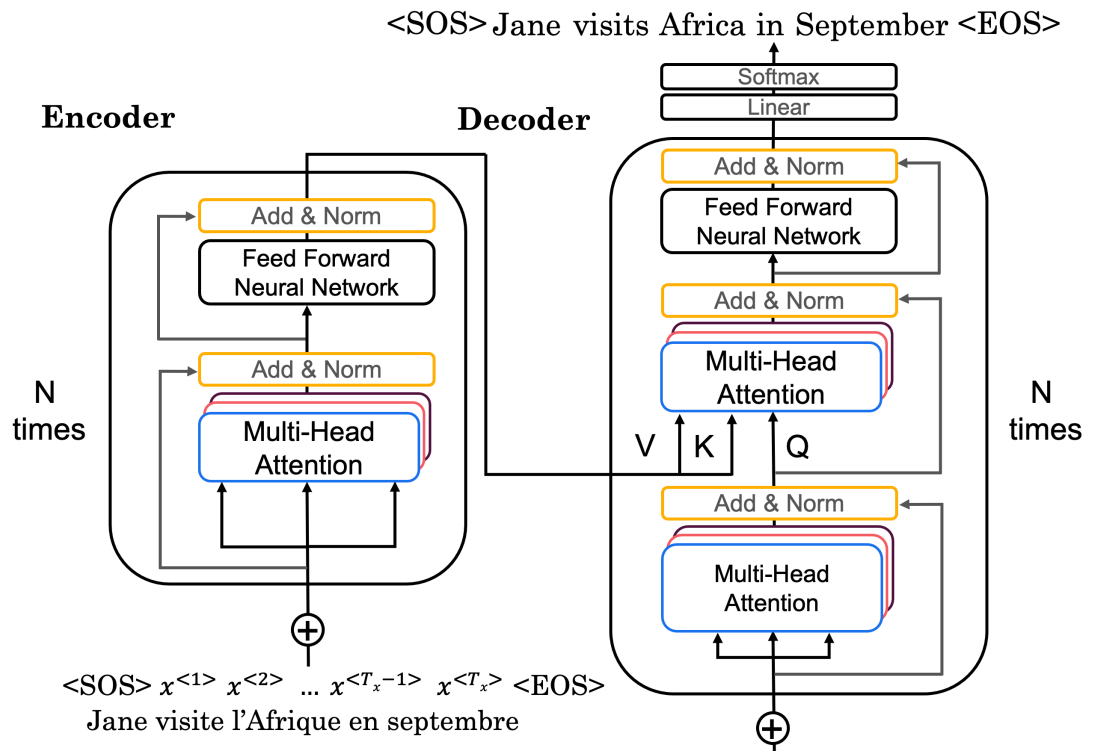 <SOS> Jane visits Africa in September <EOS>
Softmax
Linear
Encoder
Decoder
Add & Norm
Feed Forward
Neural Network
Add & Norm
Multi-Head
Attention
N
times
<SOS> x<1> x<2> ... x<Tx−1> x<Tx> <EOS>
Jane visite l’Afrique en septembre
Add & Norm
Feed Forward
Neural Network
Add & Norm
Multi-Head
Attention
V K Q
Add & Norm
Multi-Head
Attention
N
times